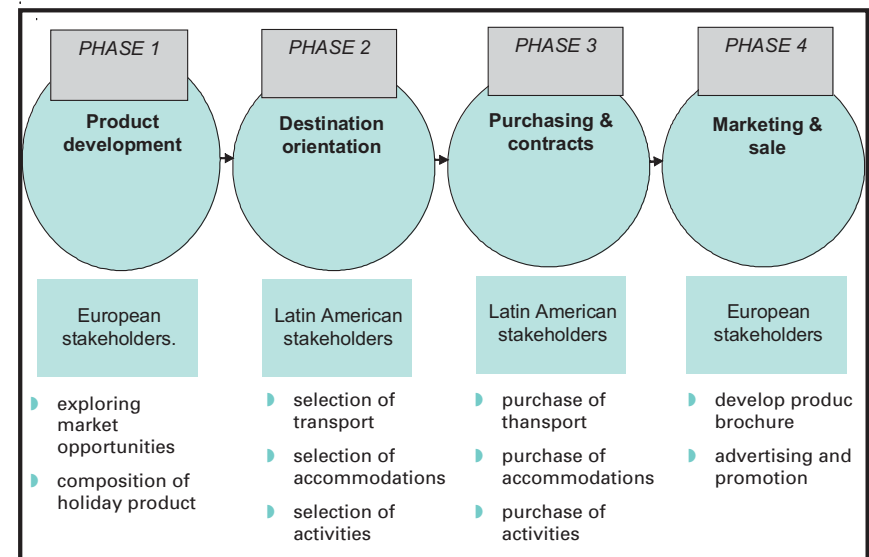 PHASE 1
Product
development
European
stakeholders.
exploring
market
opportunities
composition of
holiday product
PHASE 2
Destination
orientation
Latin American
stakeholders
selection of
transport
selection of
accommodations
selection of
activities
PHASE 3
Purchasing &
contracts
Latin American
stakeholders
purchase of
thansport
purchase of
accommodations
purchase of
activities
PHASE 4
Marketing &
sale
European
stakeholders
develop produc
brochure
advertising and
promotion